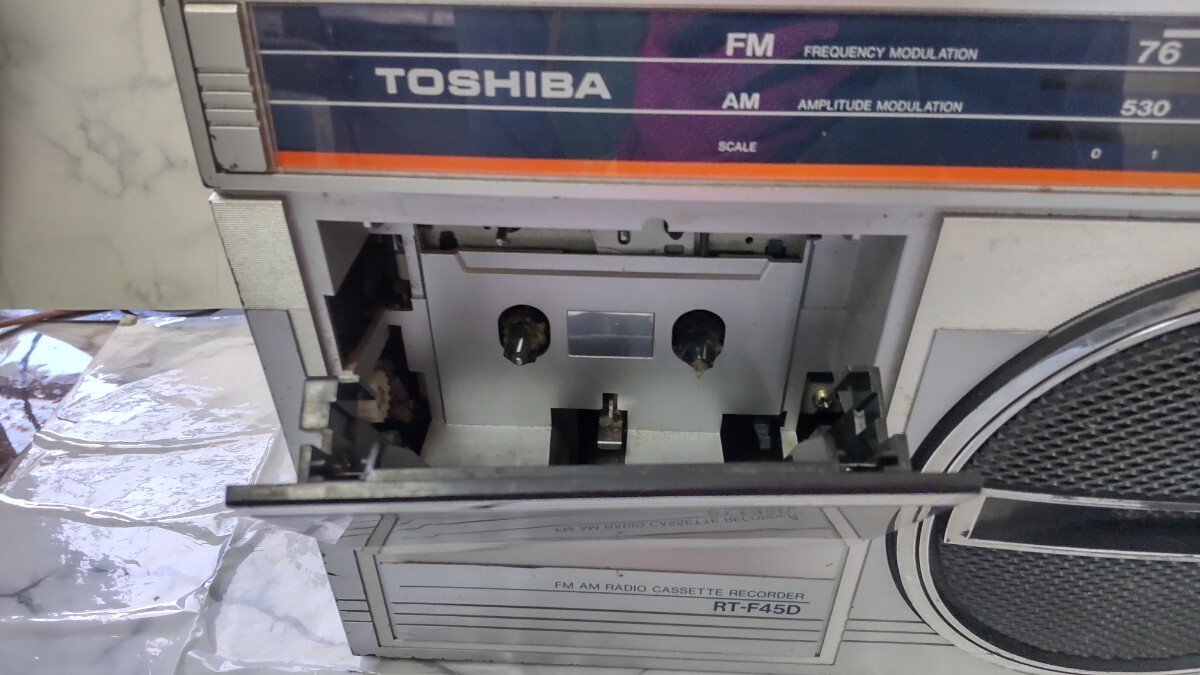 FM FREQUENCY MODULATION 76
TOSHIBA
AM AMPLITUDE MODULATION 530
SCALE 0 1
FM AM RADIO CASSETTE RECORDER
RT-F45D